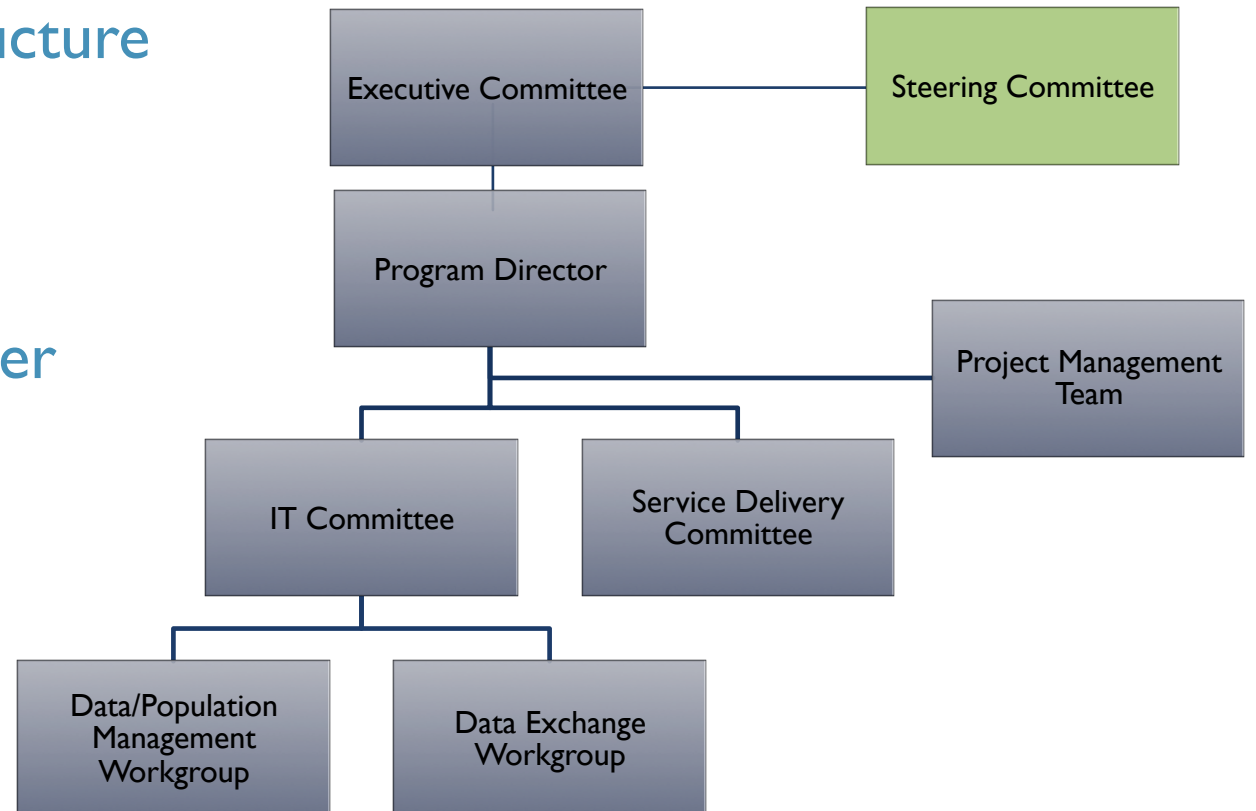 ucture
Executive Committee
Steering Committee
Program Director
er
Project Management
Team
IT Committee
Service Delivery
Committee
Data/Population
Management
Workgroup
Data Exchange
Workgroup